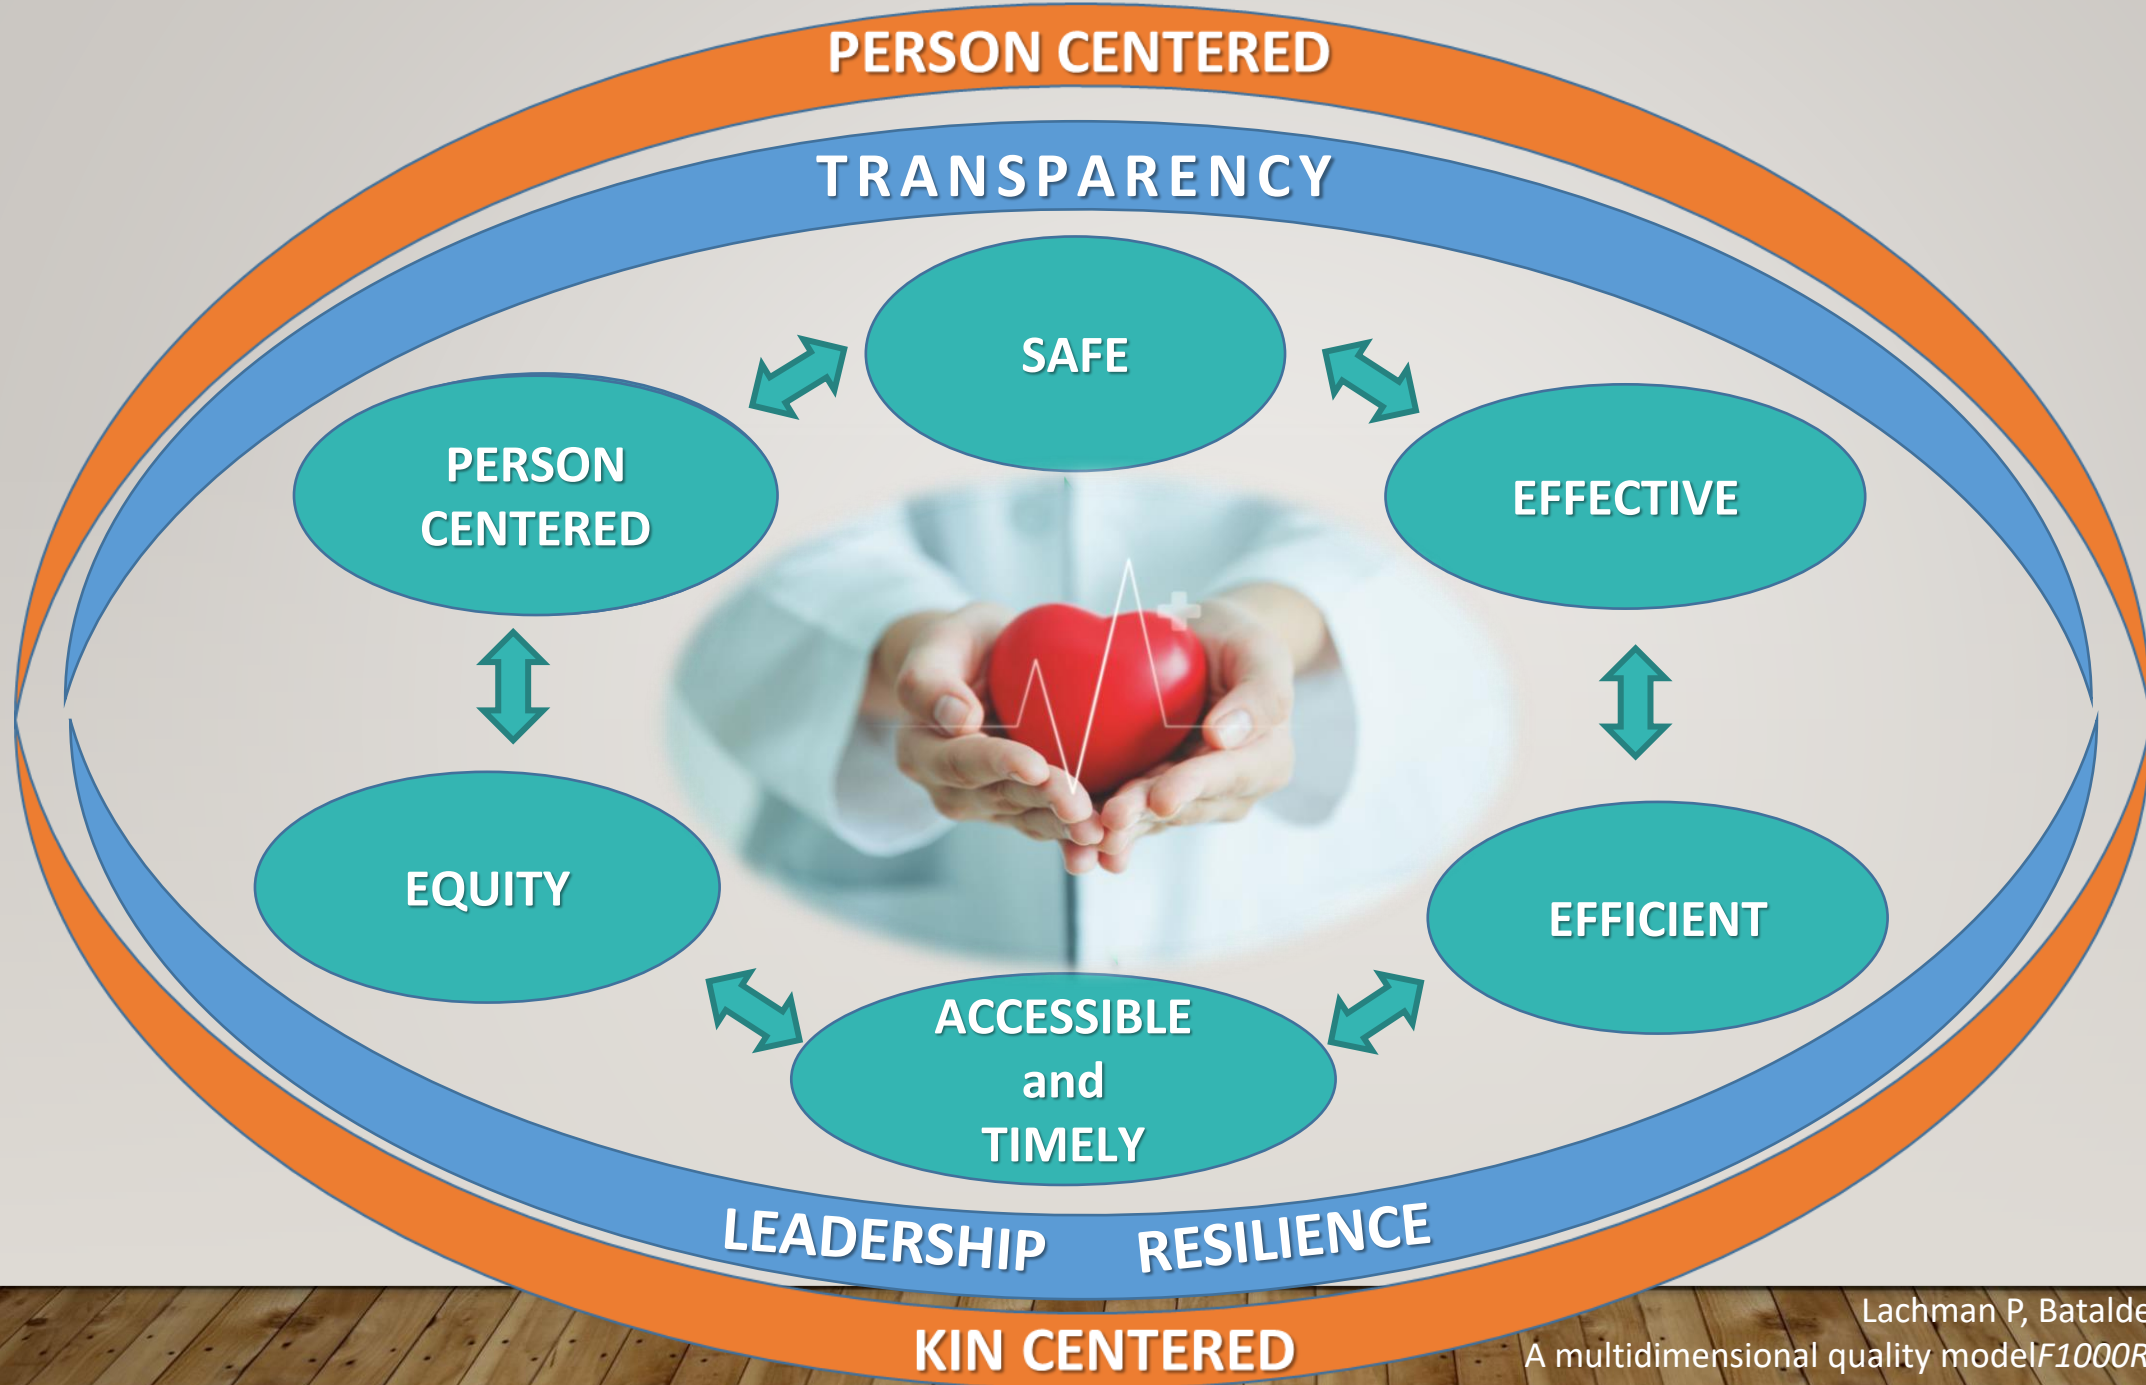 PERSON CENTERED
TRANSPARENCY
SAFE
PERSON
CENTERED
EFFECTIVE
EQUITY
EFFICIENT
ACCESSIBLE
and
TIMELY
LEADERSHIP RESILIENCE
KIN CENTERED
Lachman P, Batalde
A multidimensional quality modelF1000R